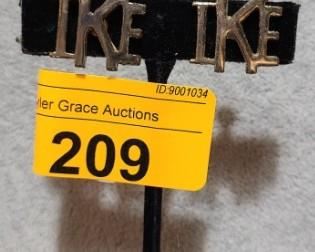 IKE IKE
ID:9001034
ler Grace Auctions
209